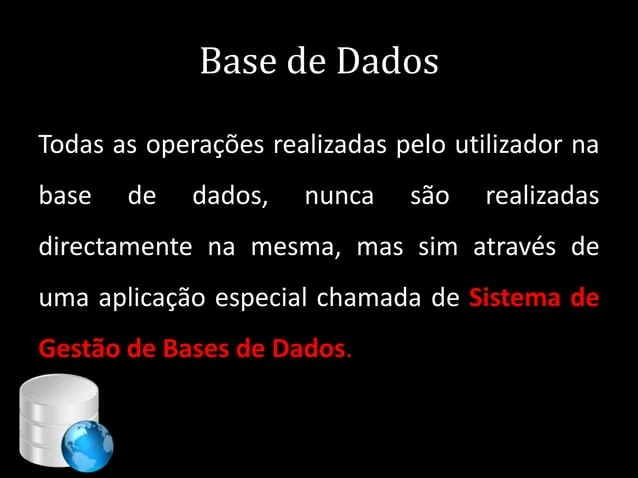 Base de Dados
Todas as operações realizadas pelo utilizador na
base de dados, nunca são realizadas
directamente na mesma, mas sim através de
uma aplicação especial chamada de Sistema de
Gestão de Bases de Dados.